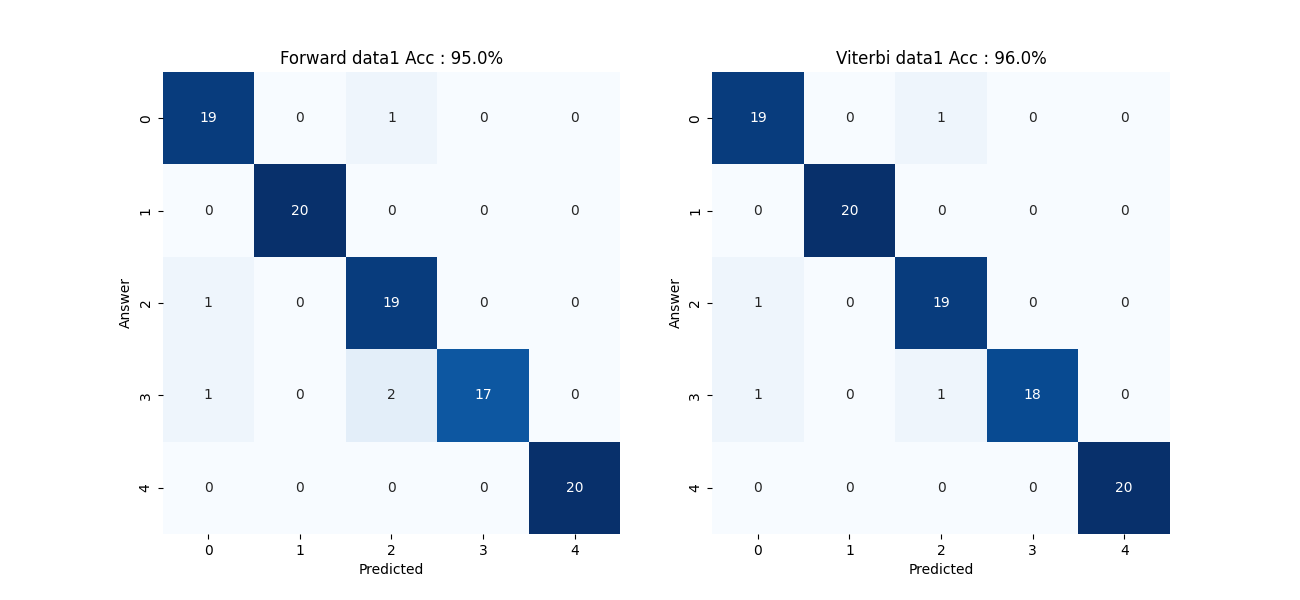 Forward data1 Acc : 95.0%
0 19 0 1 0 0
1 0 20 0 0 0
2 1 0 19 0 0
3 1 0 2 17 0
4 0 0 0 0 20
Answer
0 1 2 3 4
Predicted
Viterbi data1 Acc : 96.0%
0 19 0 1 0 0
1 0 20 0 0 0
2 1 0 19 0 0
3 1 0 1 18 0
4 0 0 0 0 20
Answer
0 1 2 3 4
Predicted